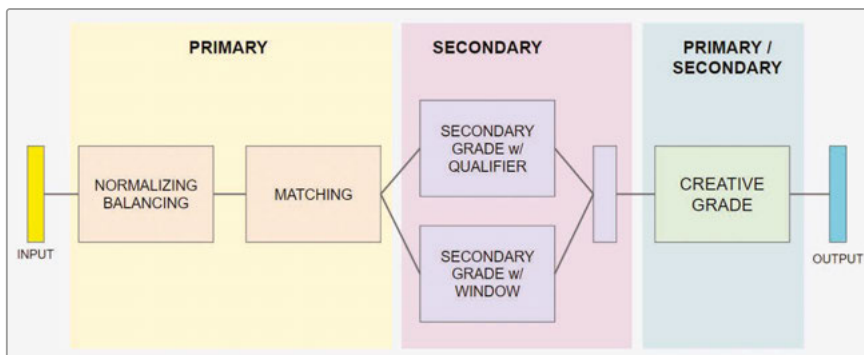 PRIMARY
SECONDARY
PRIMARY /
SECONDARY
INPUT
NORMALIZING
BALANCING
MATCHING
SECONDARY
GRADE w/
QUALIFIER
SECONDARY
GRADE w/
WINDOW
CREATIVE
GRADE
OUTPUT